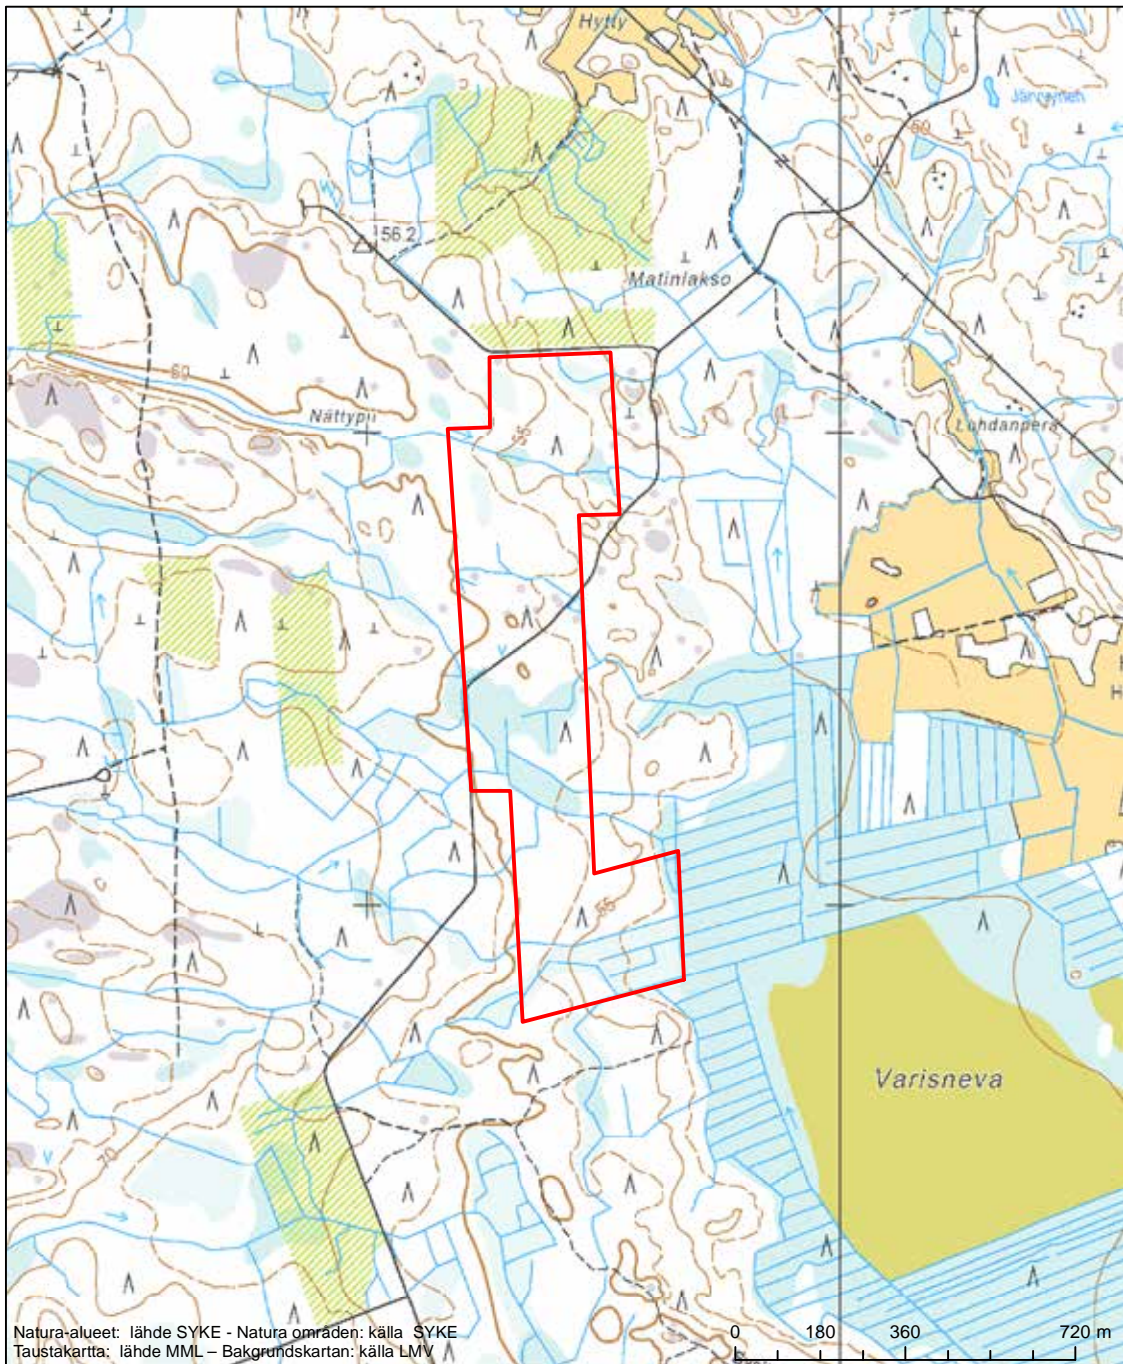 Hytty
Jännynen
60
56.2
Matinlakso
60
Nättypii
55
Luhdanperä
H
55
Varisneva
70
Natura-alueet: lähde SYKE - Natura områden: källa SYKE
Taustakartta: lähde MML – Bakgrundskartan: källa LMV
0 180 360 720 m